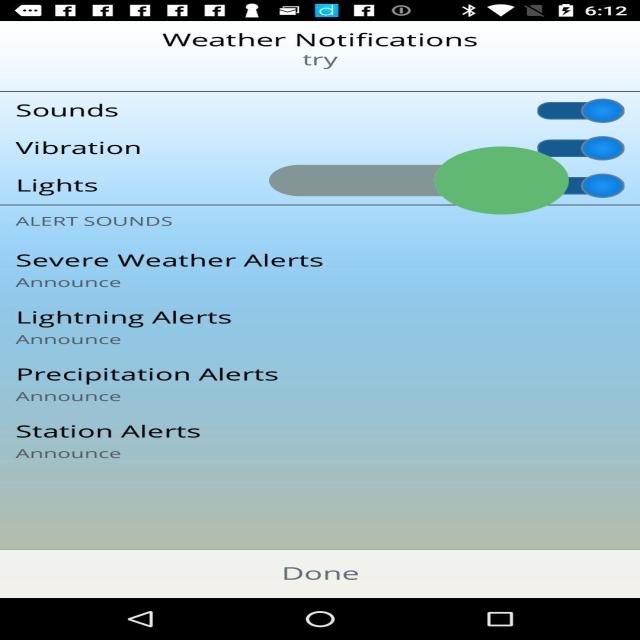 6:12
Weather Notifications
try
Sounds
Vibration
Lights
ALERT SOUNDS
Severe Weather Alerts
Announce
Lightning Alerts
Announce
Precipitation Alerts
Announce
Station Alerts
Announce
Done